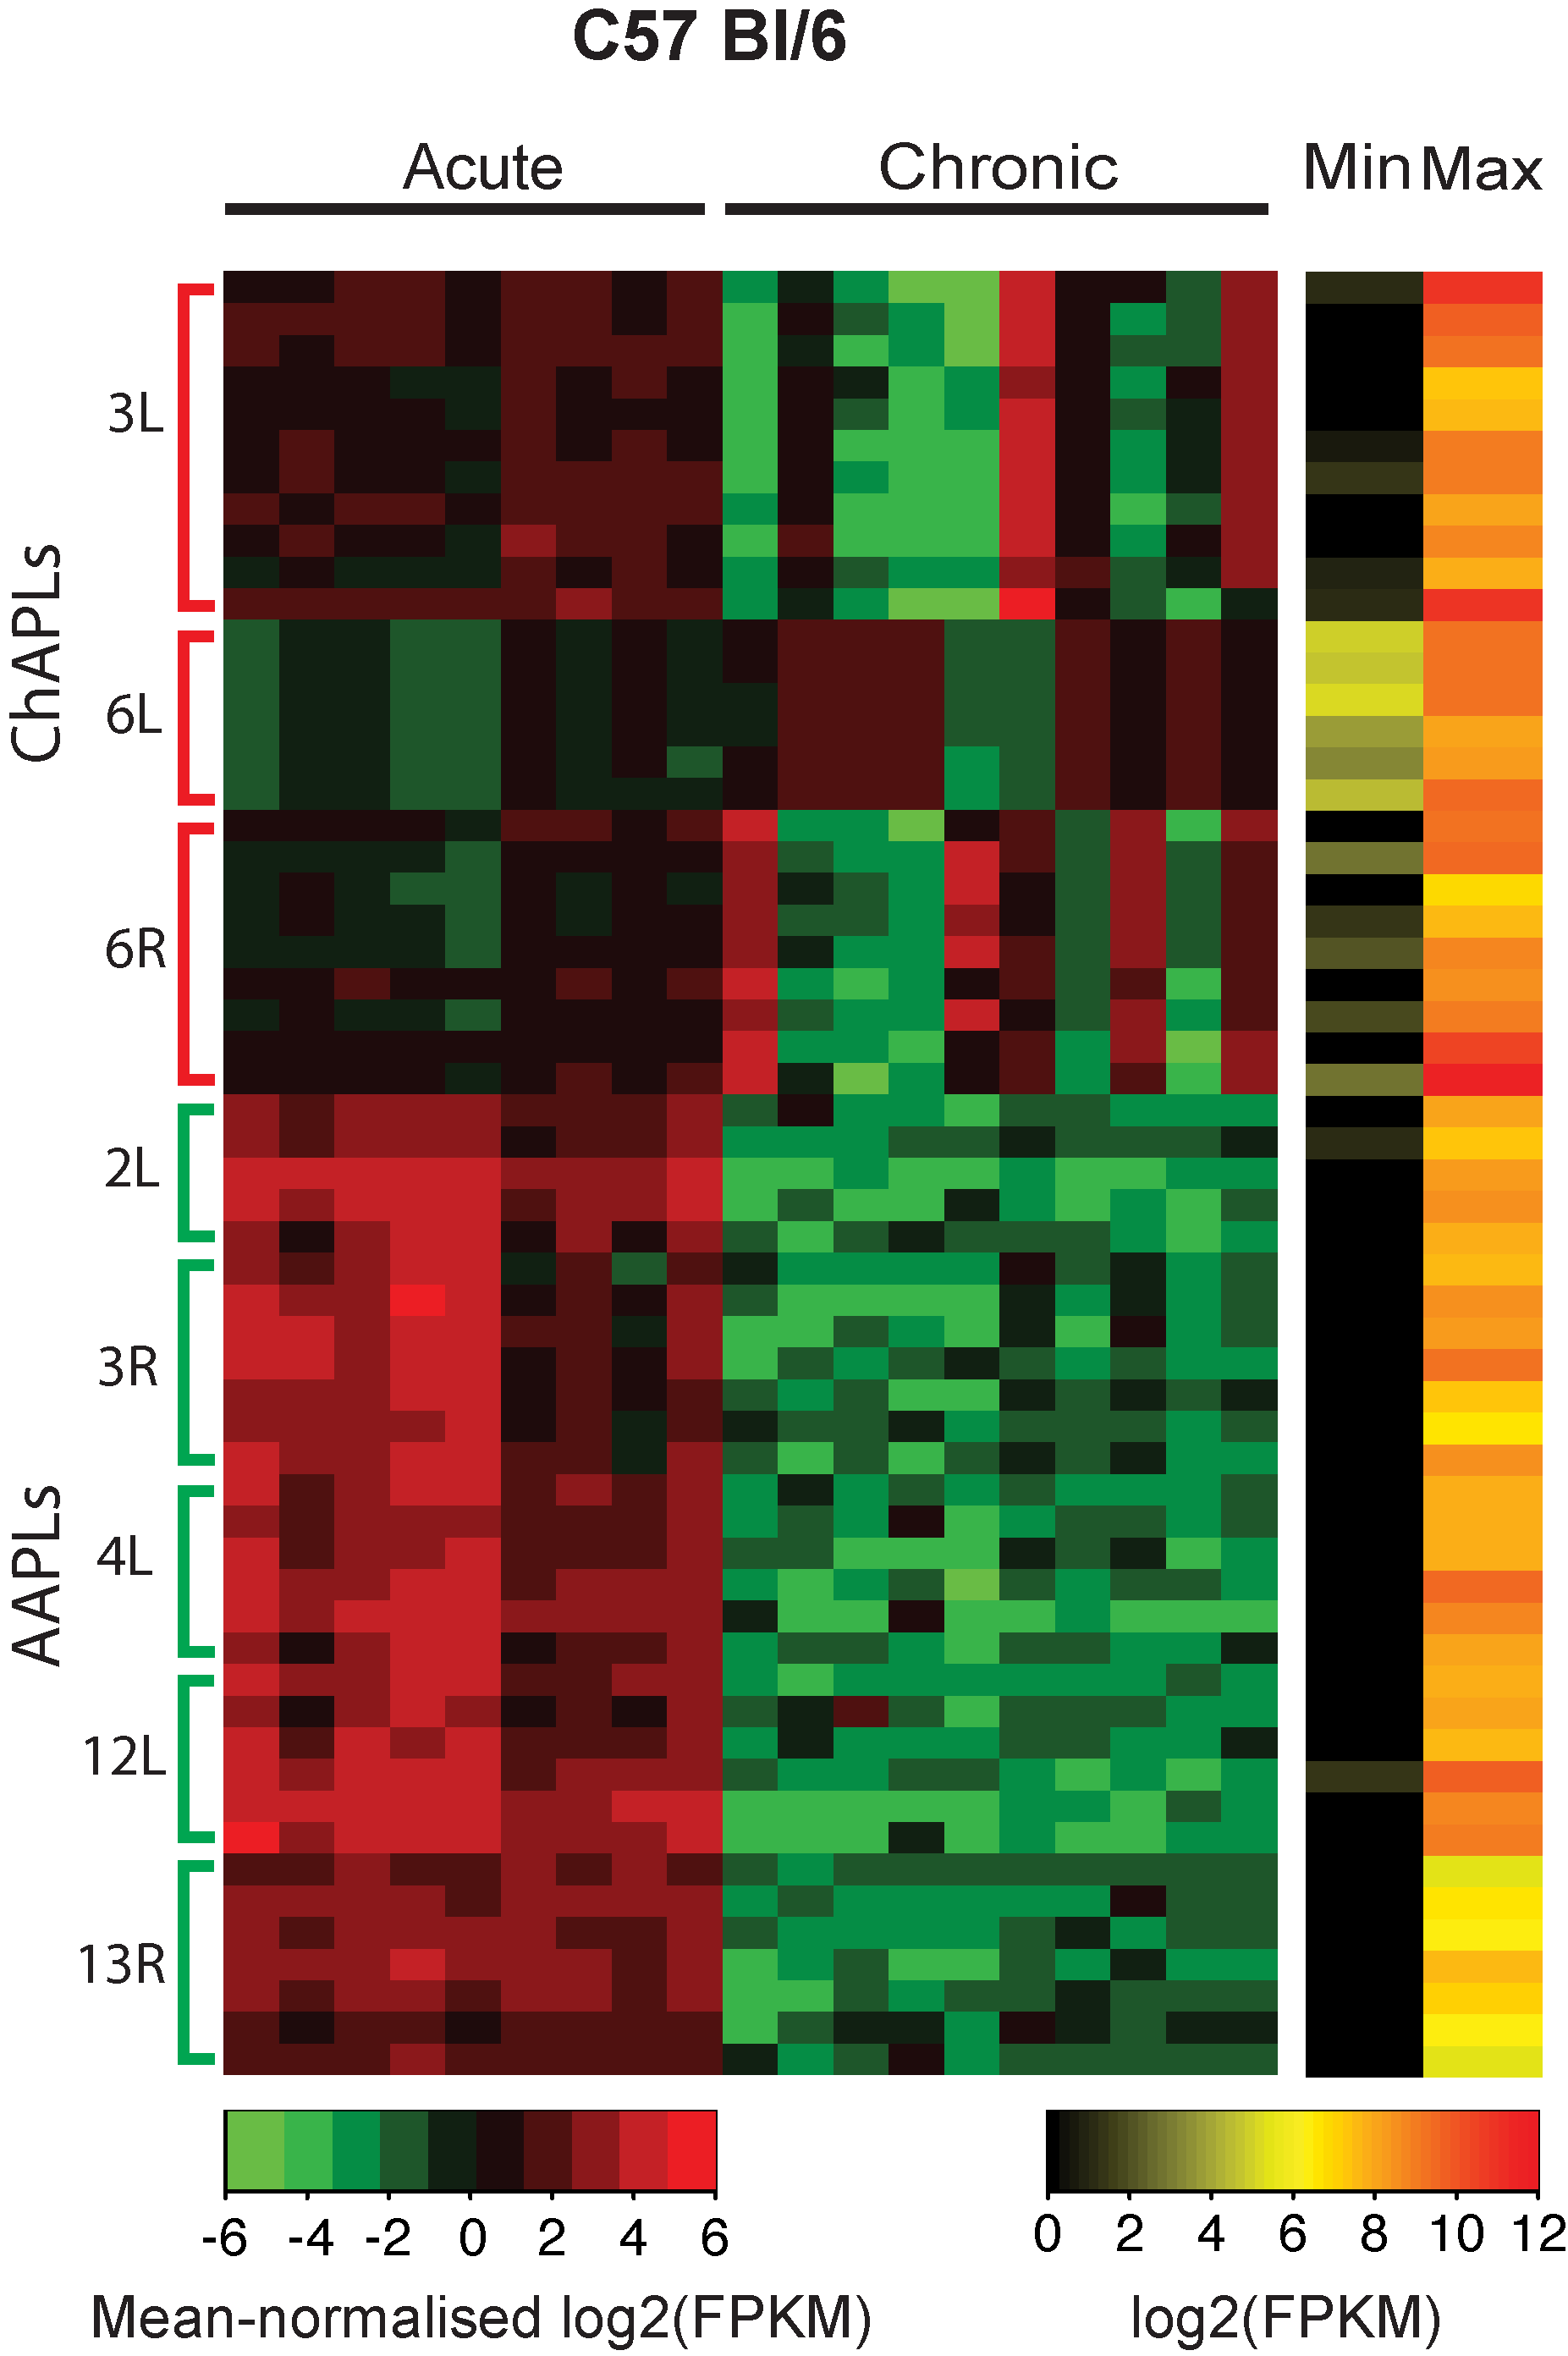 C57 Bl/6
Acute Chronic Min Max
ChAPLs
3L
6L
6R
AAPLs
2L
3R
4L
12L
13R
-6 -4 -2 0 2 4 6
Mean-normalised log2(FPKM)
0 2 4 6 8 10 12
log2(FPKM)